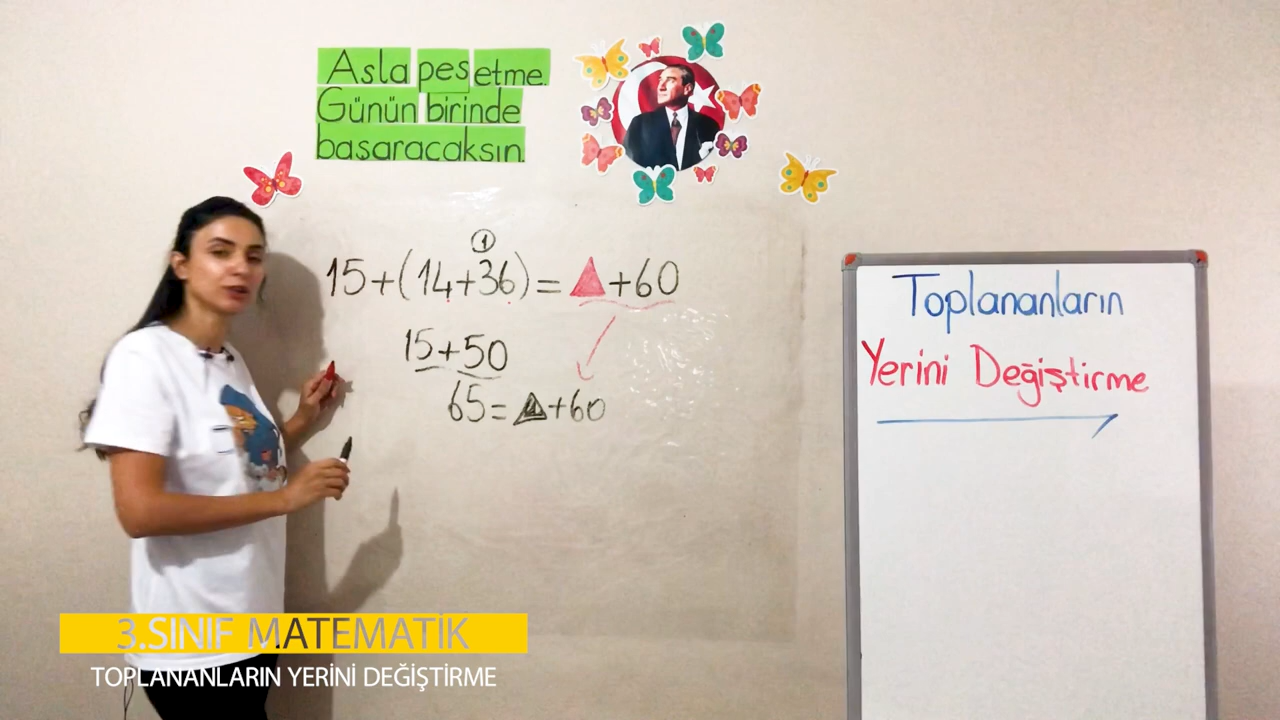 Asla pes etme.
Günün birinde
başaracaksın.
1
15+(14+36)=▲+60
15+50
65=▲+60
Toplananların
Yerini Değiştirme
3.SINIF MATEMATİK
TOPLANANLARIN YERİNİ DEĞİŞTİRME